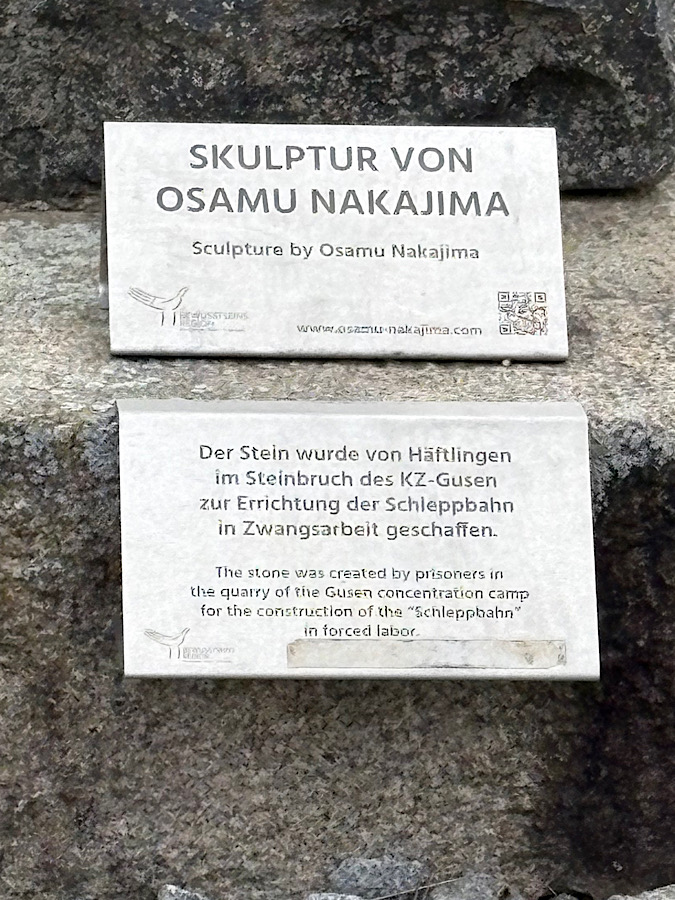 SKULPTUR VON
OSAMU NAKAJIMA
Sculpture by Osamu Nakajima
BEWUSSTSEINS
REGION
www.osamu-nakajima.com
Der Stein wurde von Häftlingen
im Steinbruch des KZ-Gusen
zur Errichtung der Schleppbahn
in Zwangsarbeit geschaffen.
The stone was created by prisoners in
the quarry of the Gusen concentration camp
for the construction of the "Schleppbahn"
in forced labor.